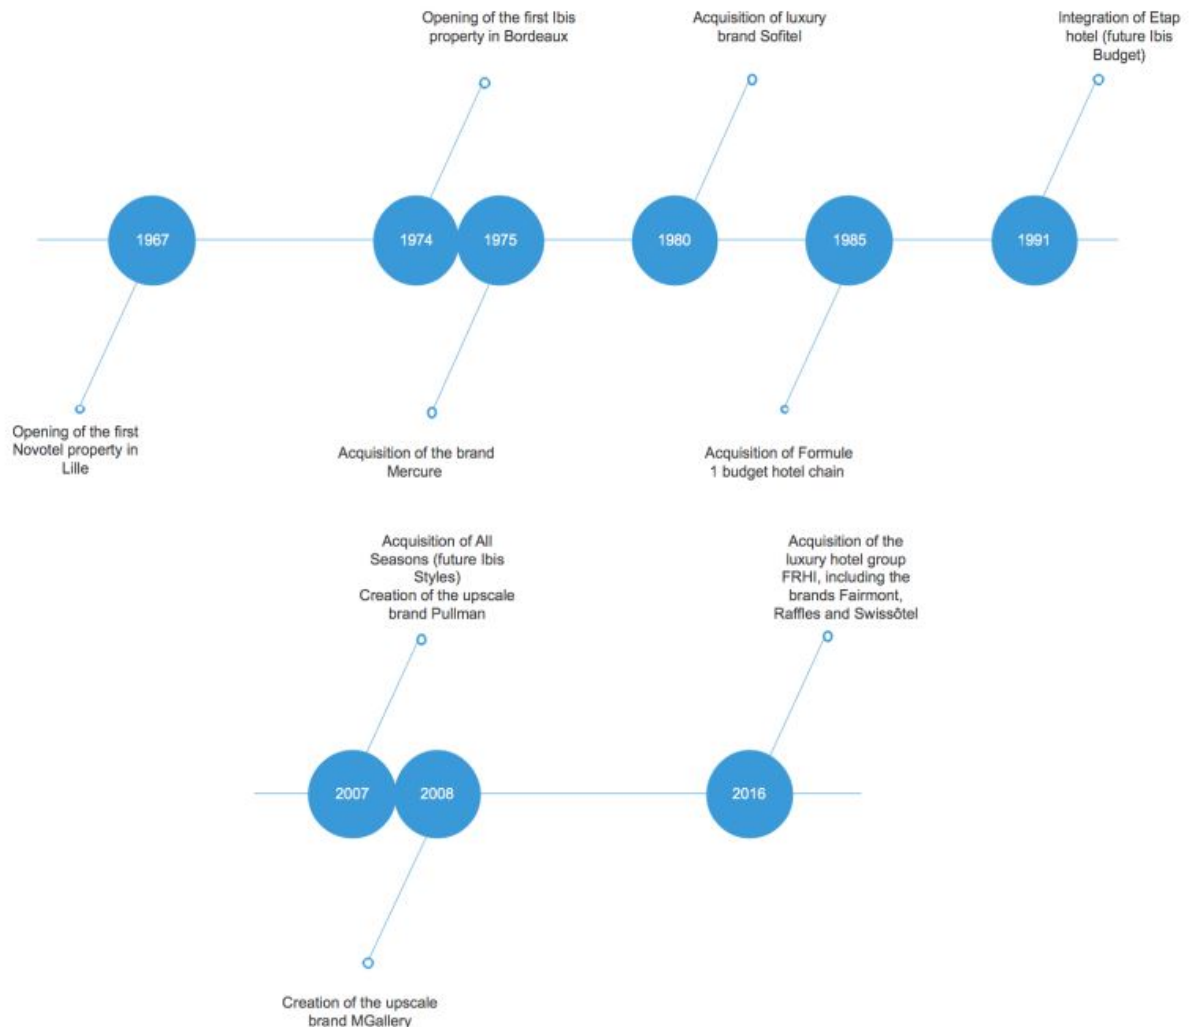 Opening of the first Ibis
property in Bordeaux
Acquisition of luxury
brand Sofitel
Integration of Etap
hotel (future Ibis
Budget)
1967
1974
1975
1980
1985
1991
Opening of the first
Novotel property in
Lille
Acquisition of the brand
Mercure
Acquisition of Formule
1 budget hotel chain
Acquisition of All
Seasons (future Ibis
Styles)
Creation of the upscale
brand Pullman
Acquisition of the
luxury hotel group
FRHI, including the
brands Fairmont,
Raffles and Swissôtel
2007
2008
2016
Creation of the upscale
brand MGallery